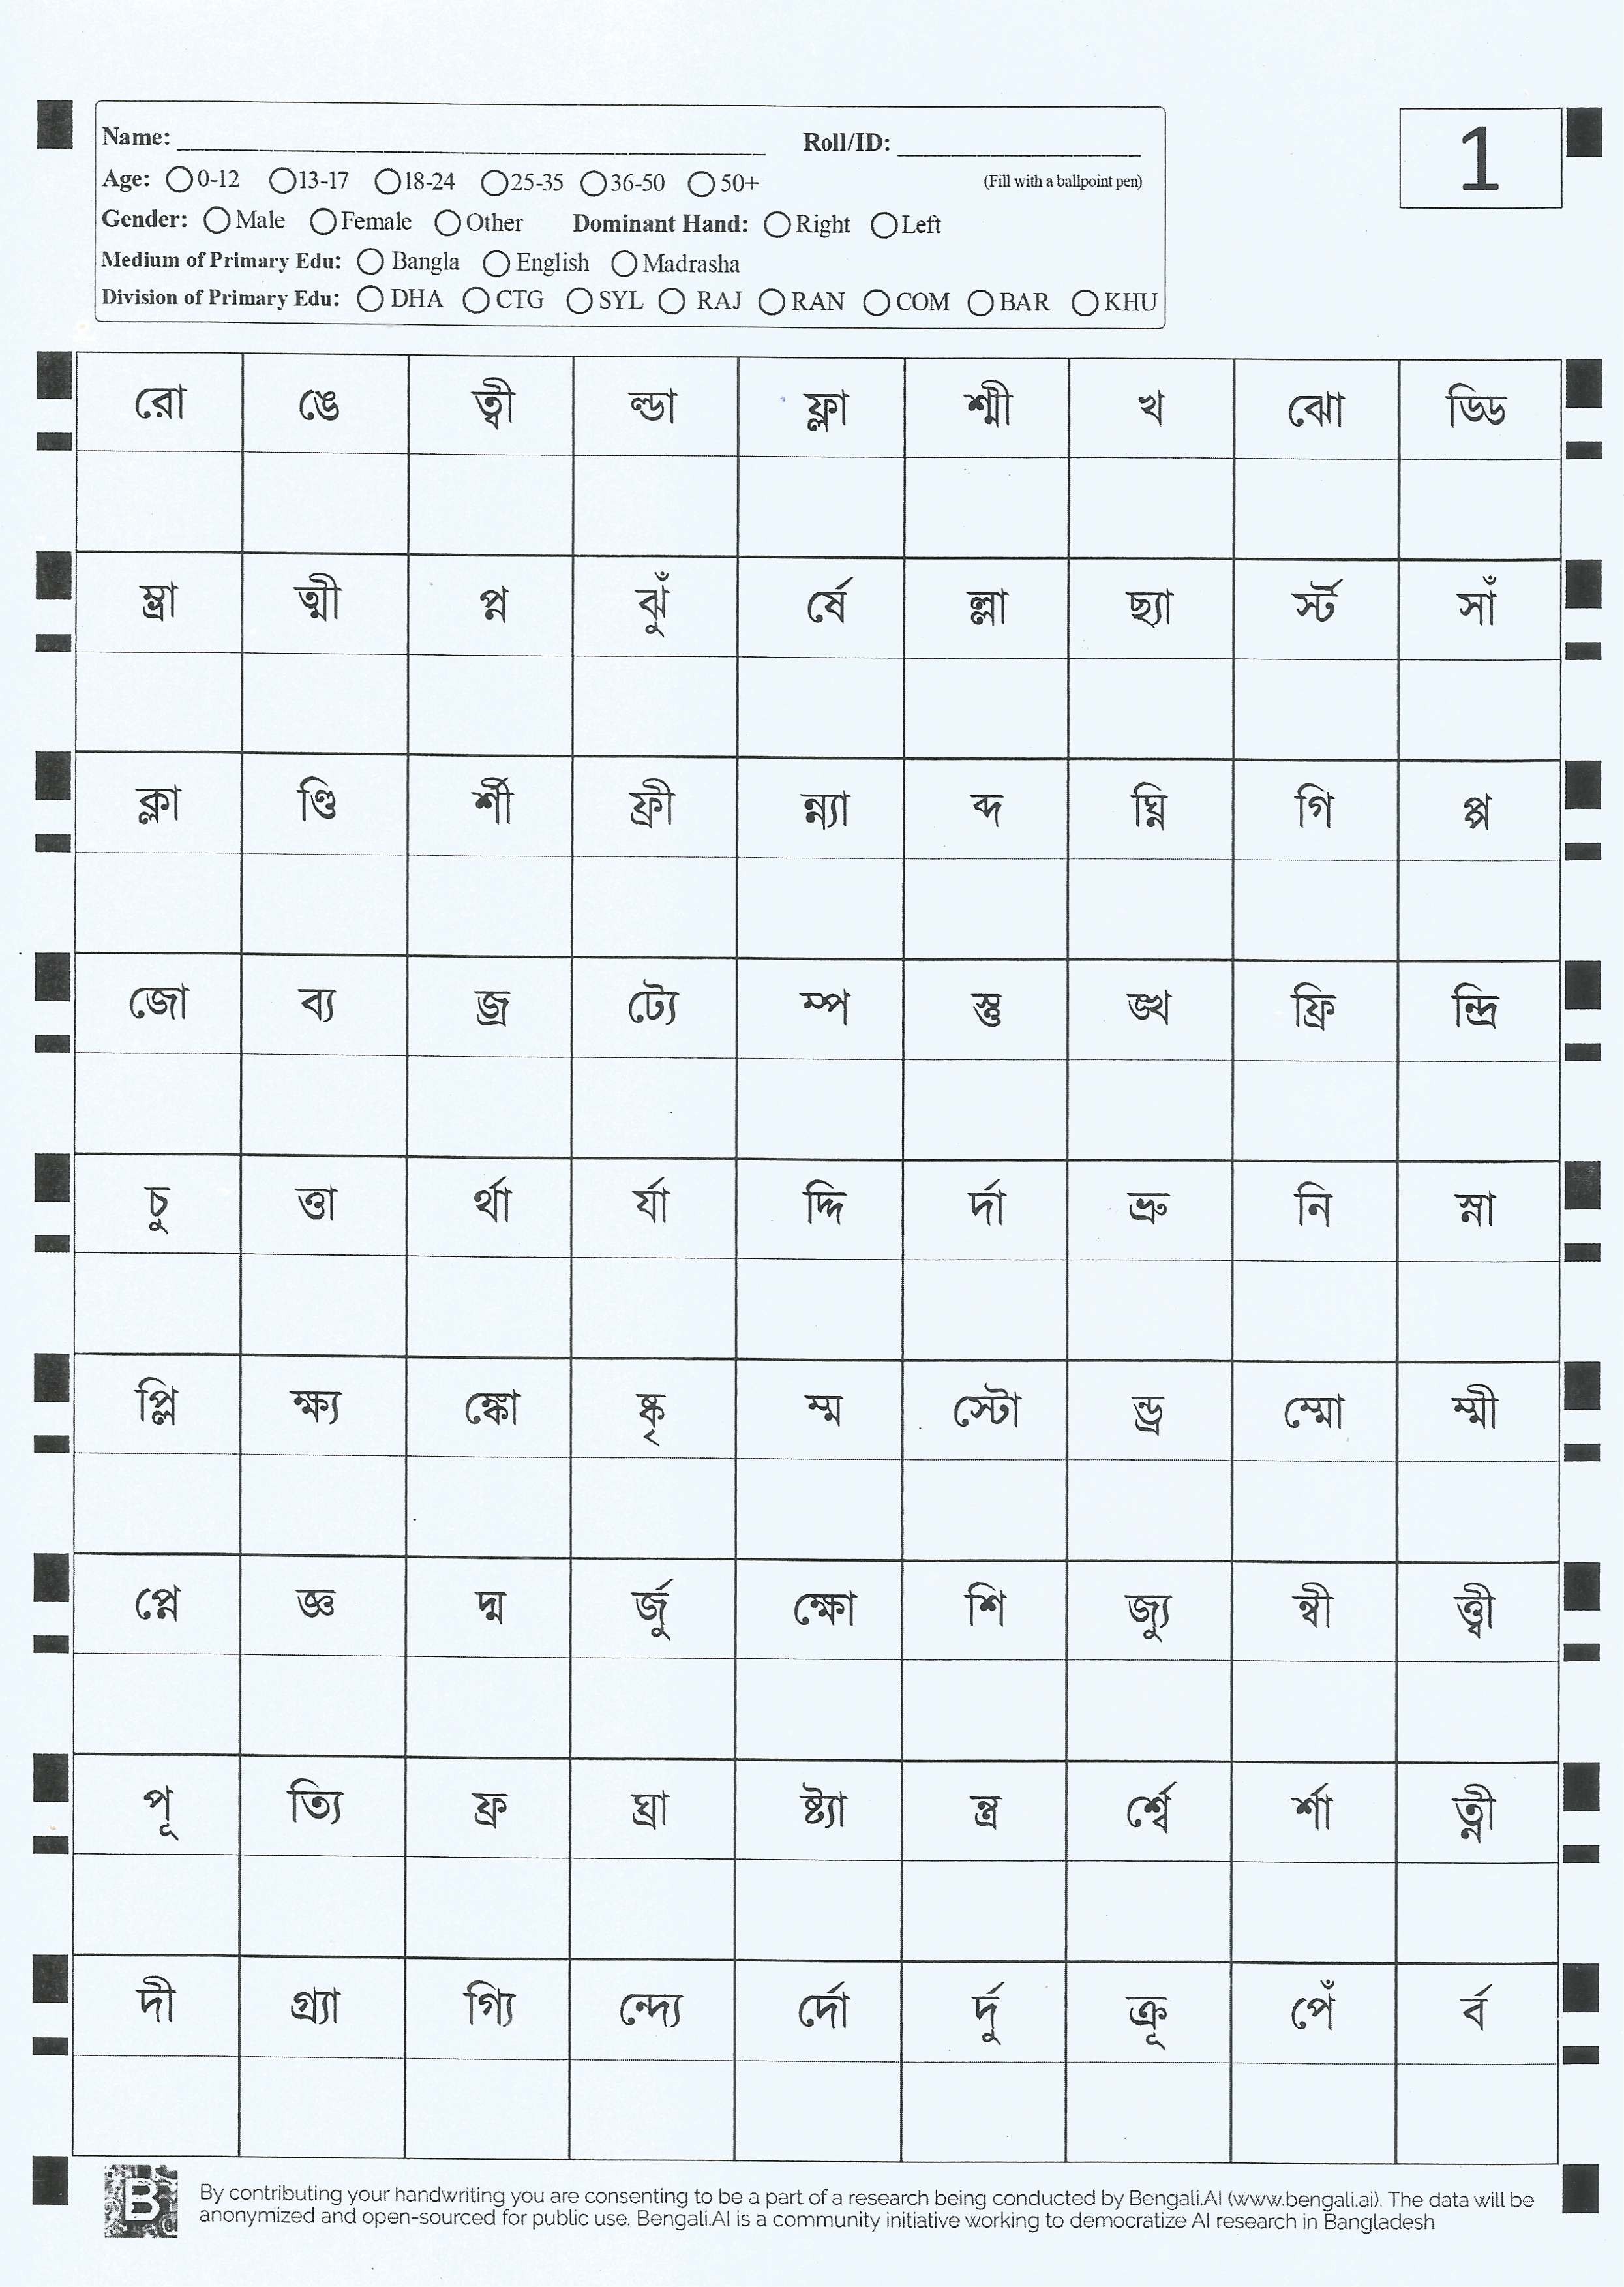 Name: Roll/ID:
1
Age: 0-12 13-17 18-24 25-35 36-50 50+ (Fill with a ballpoint pen)
Gender: Male Female Other Dominant Hand: Right Left
Medium of Primary Edu: Bangla English Madrasha
Division of Primary Edu: DHA CTG SYL RAJ RAN COM BAR KHU
রো ঙে ত্বী ল্ডা ফ্লা শ্মী খ ঝো ড্ডি
ম্ভ্রা ত্মী প্ন ঝুঁ র্ষে ল্লা ছ্যা র্স্ট সাঁ
ক্লা ণ্ডি র্শী ফ্রী ন্ন্যা ব্দ ঘ্নি গি প্প
জো ব্য জ্র ট্যে ম্প স্তু ঙ্খ ফ্রি ন্দ্রি
চু ত্তা র্থা র্যা দ্দি র্দা ভ্রু নি স্না
প্লি ক্ষ্য ঙ্কো ষ্কৃ ম্ম স্টো ন্ড্র ম্মো ম্মী
প্নে জ্ঞ দ্ম র্জু ক্ষো শি জ্যু ন্বী ত্ত্বী
পূ ত্যি ফ্র ঘ্রা ষ্ট্যা ন্ত্র র্শ্বে র্শা ত্নী
দী গ্র্যা গ্যি ন্দ্যে র্দো র্দু ক্রূ পেঁ র্ব
B By contributing your handwriting you are consenting to be a part of a research being conducted by Bengali.AI (www.bengali.ai). The data will be
anonymized and open-sourced for public use. Bengali.AI is a community initiative working to democratize AI research in Bangladesh